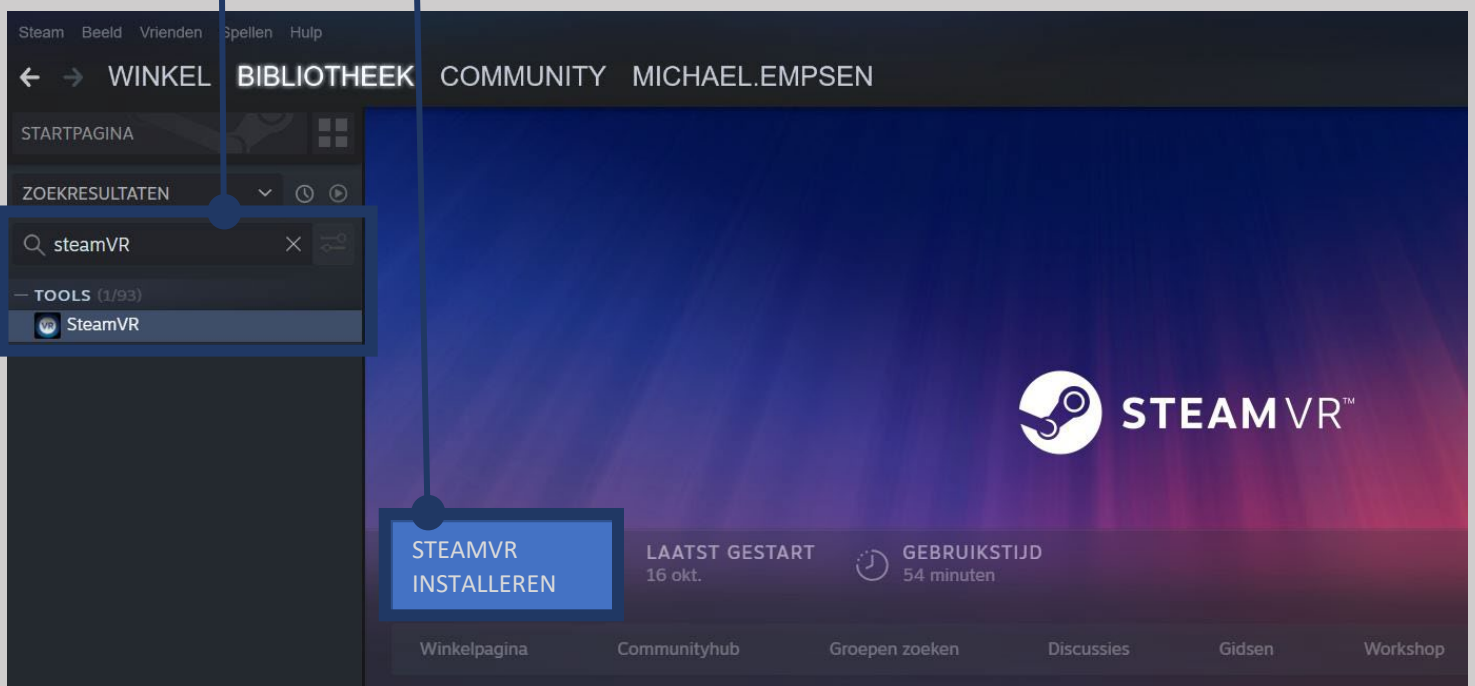 Steam Beeld Vrienden Spellen Hulp
WINKEL BIBLIOTHEEK COMMUNITY MICHAEL.EMPSEN
STARTPAGINA
ZOEKRESULTATEN
steamVR
TOOLS (1/93)
VR SteamVR
STEAMVR™
STEAMVR
INSTALLEREN
LAATST GESTART
16 okt.
GEBRUIKSTIJD
54 minuten
Winkelpagina Communityhub Groepen zoeken Discussies Gidsen Workshop